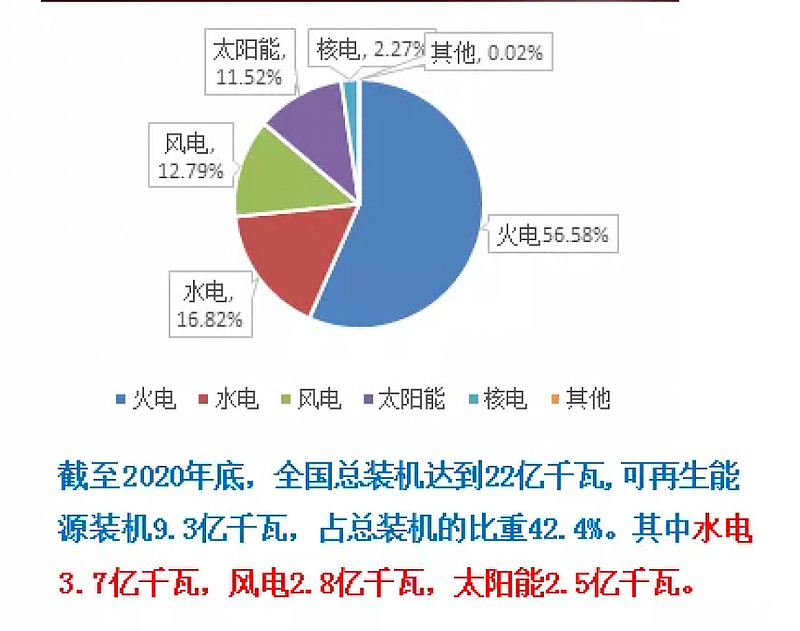 太阳能,
11.52%
核电, 2.27%
其他, 0.02%
风电,
12.79%
火电56.58%
水电,
16.82%
火电 水电 风电 太阳能 核电 其他
截至2020年底，全国总装机达到22亿千瓦,可再生能
源装机9.3亿千瓦，占总装机的比重42.4%。其中水电
3.7亿千瓦，风电2.8亿千瓦，太阳能2.5亿千瓦。